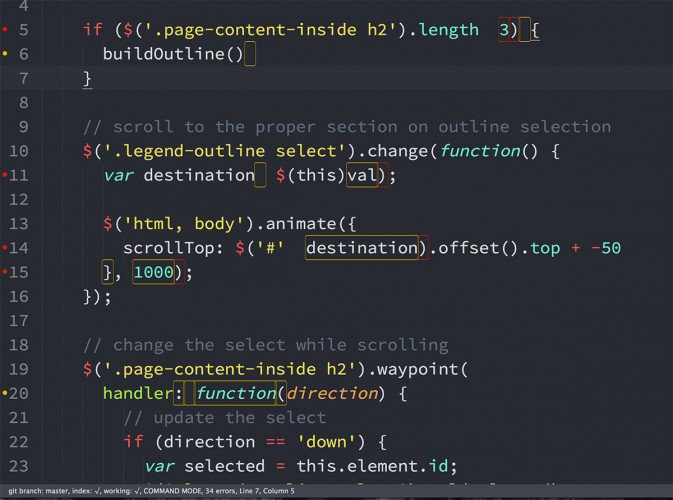 4
5 if ($('.page-content-inside h2').length  3) {
6 buildOutline()
7 }
8
9 // scroll to the proper section on outline selection
10 $('.legend-outline select').change(function() {
11 var destination  $(this)val);
12
13 $('html, body').animate({
14 scrollTop: $('#'  destination).offset().top + -50
15 }, 1000);
16 });
17
18 // change the select while scrolling
19 $('.page-content-inside h2').waypoint(
20 handler: function(direction) {
21 // update the select
22 if (direction == 'down') {
23 var selected = this.element.id;
git branch: master, index: √, working: √, COMMAND MODE, 34 errors, Line 7, Column 5